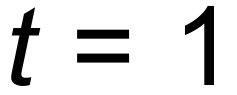 t = 1